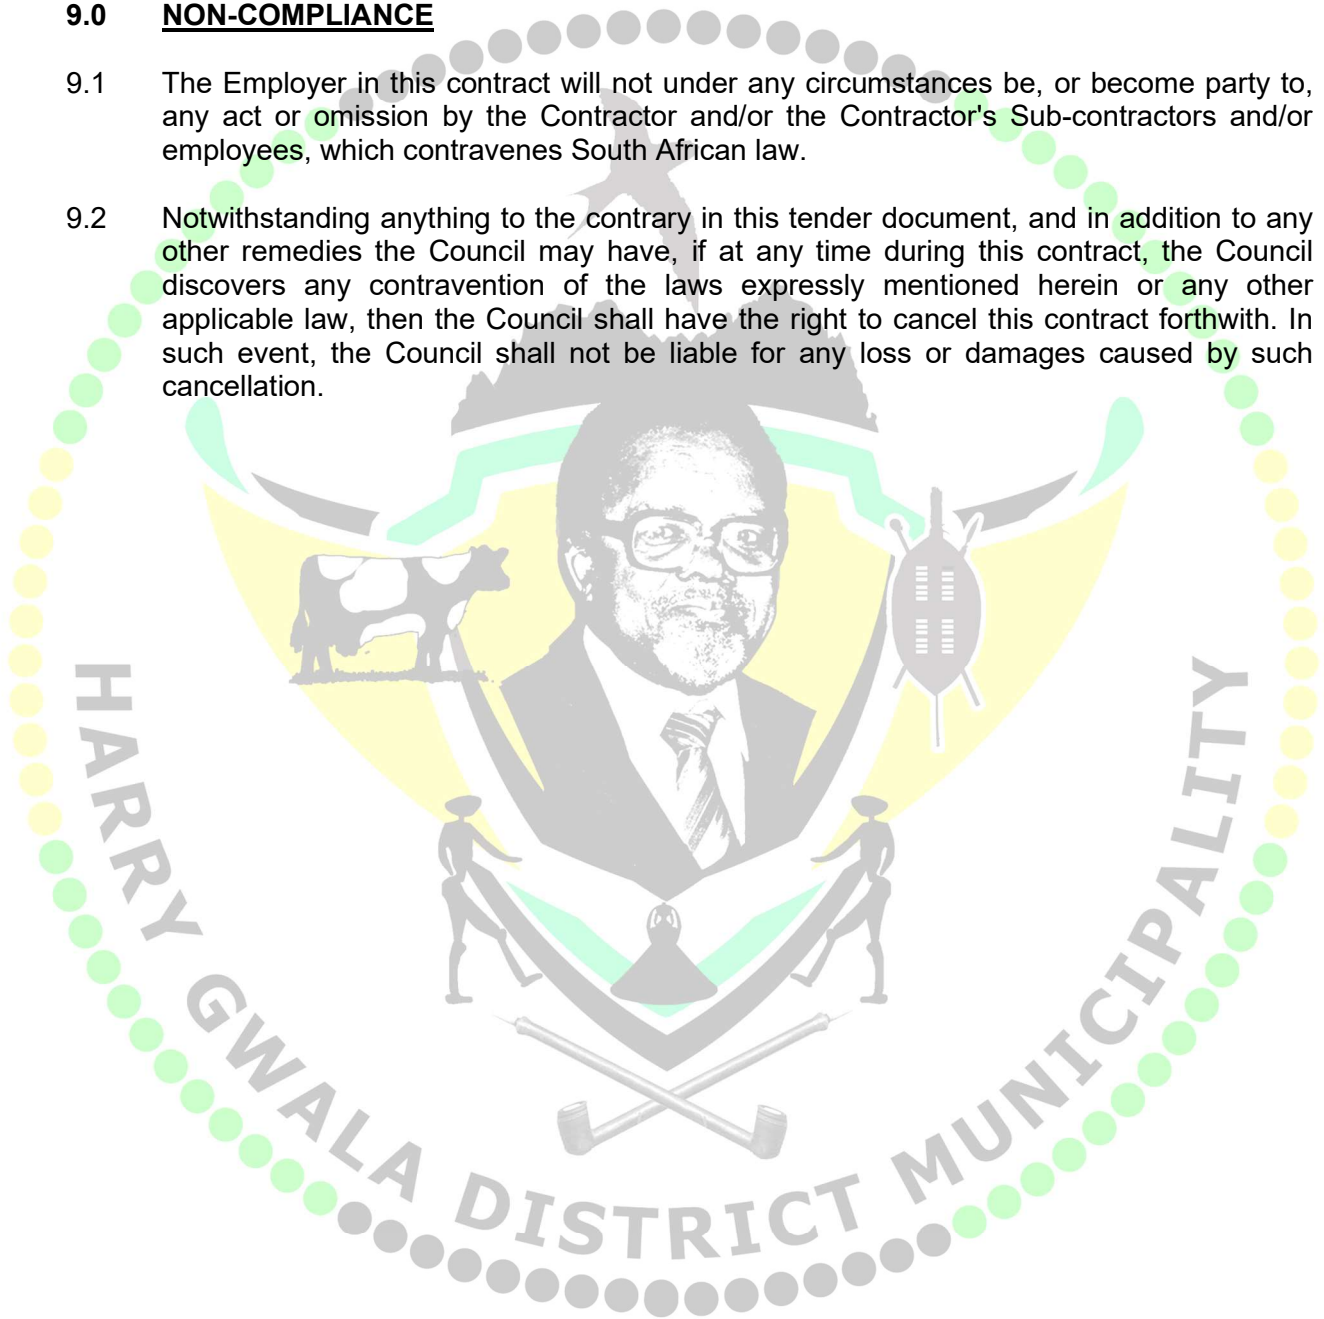 9.0 NON-COMPLIANCE
9.1 The Employer in this contract will not under any circumstances be, or become party to,
any act or omission by the Contractor and/or the Contractor's Sub-contractors and/or
employees, which contravenes South African law.
9.2 Notwithstanding anything to the contrary in this tender document, and in addition to any
other remedies the Council may have, if at any time during this contract, the Council
discovers any contravention of the laws expressly mentioned herein or any other
applicable law, then the Council shall have the right to cancel this contract forthwith. In
such event, the Council shall not be liable for any loss or damages caused by such
cancellation.
HARRY GWALA DISTRICT MUNICIPALITY